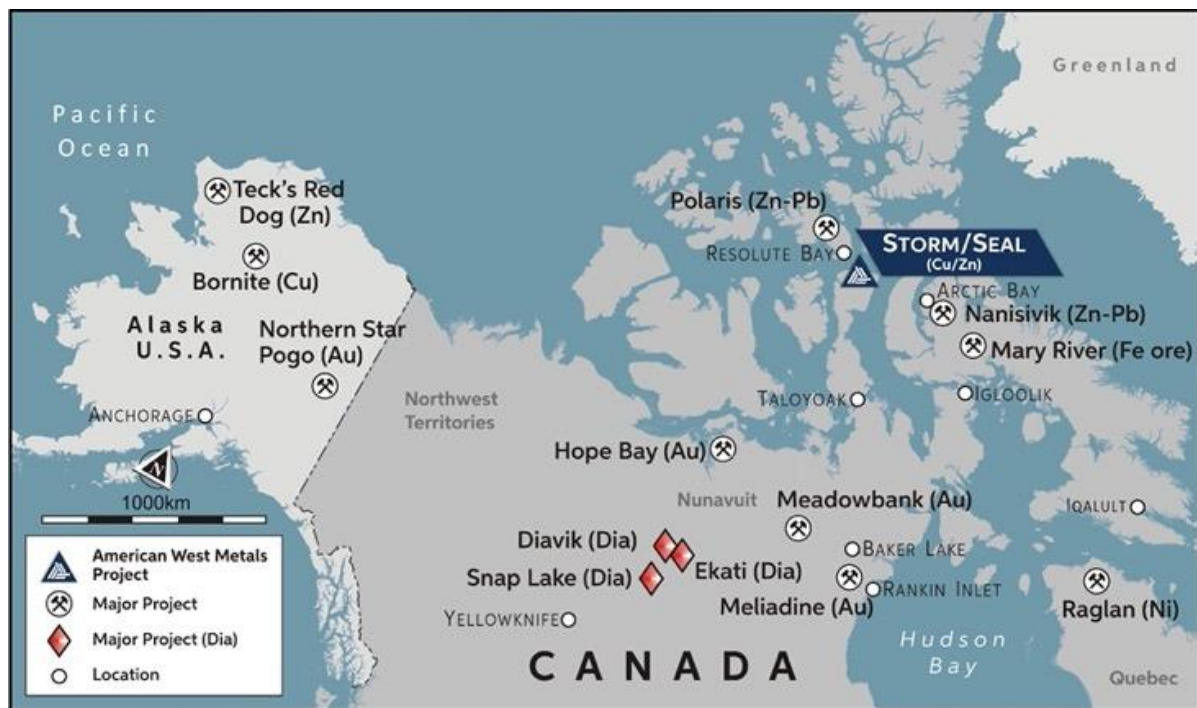 Greenland
Pacific
Ocean
Teck's Red
Dog (Zn)
Polaris (Zn-Pb)
STORM/SEAL
(Cu/Zn)
RESOLUTE BAY
Bornite (Cu)
ARCTIC BAY
Nanisivik (Zn-Pb)
Alaska
U.S.A.
Northern Star
Pogo (Au)
Mary River (Fe ore)
Northwest
Territories
TALOYOAK
IGLOOLIK
ANCHORAGE
Hope Bay (Au)
N
1000km
Nunavuit
Meadowbank (Au)
IQALULT
Diavik (Dia)
BAKER LAKE
Snap Lake (Dia)
Ekati (Dia)
RANKIN INLET
Meliadine (Au)
Raglan (Ni)
YELLOWKNIFE
Hudson
Bay
CANADA
Quebec
American West Metals
Project
Major Project
Major Project (Dia)
Location